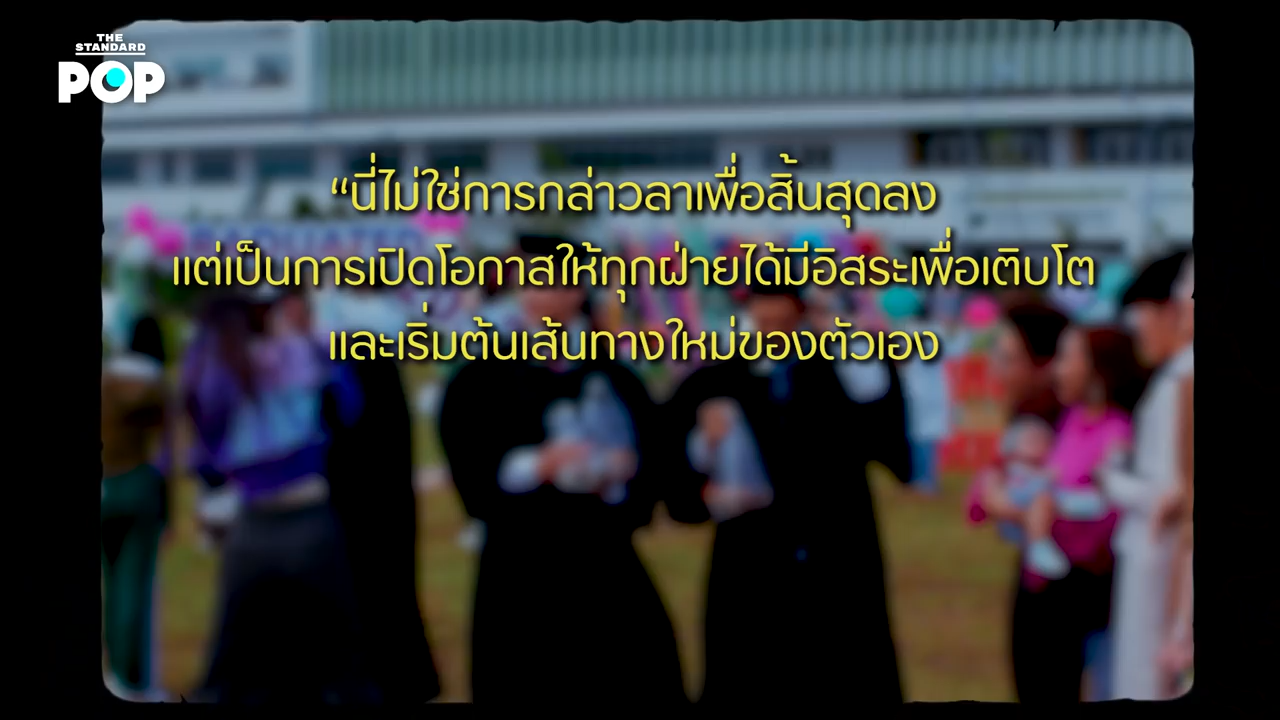 THE
STANDARD
POP
“นี่ไม่ใช่การกล่าวลาเพื่อสิ้นสุดลง
แต่เป็นการเปิดโอกาสให้ทุกฝ่ายได้มีอิสระเพื่อเติบโต
และเริ่มต้นเส้นทางใหม่ของตัวเอง